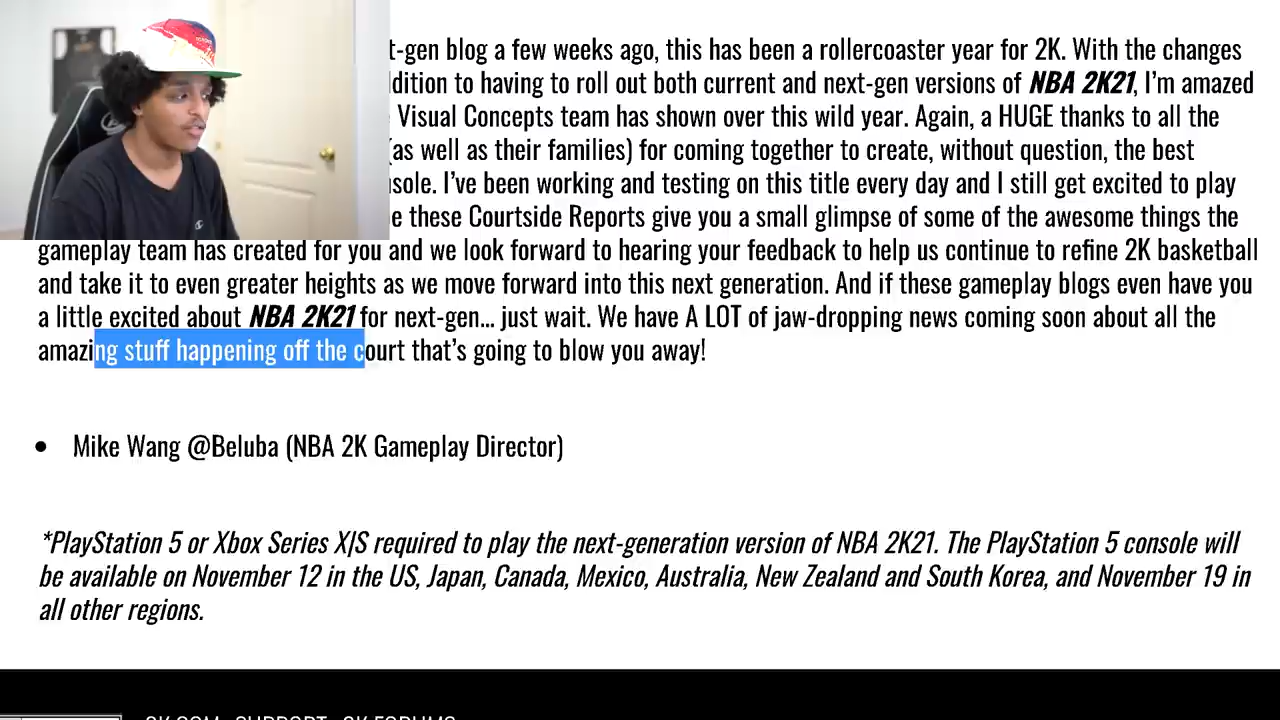 t-gen blog a few weeks ago, this has been a rollercoaster year for 2K. With the changes
ddition to having to roll out both current and next-gen versions of NBA 2K21, I'm amazed
Visual Concepts team has shown over this wild year. Again, a HUGE thanks to all the
(as well as their families) for coming together to create, without question, the best
nsole. I've been working and testing on this title every day and I still get excited to play
e these Courtside Reports give you a small glimpse of some of the awesome things the
gameplay team has created for you and we look forward to hearing your feedback to help us continue to refine 2K basketball
and take it to even greater heights as we move forward into this next generation. And if these gameplay blogs even have you
a little excited about NBA 2K21 for next-gen... just wait. We have A LOT of jaw-dropping news coming soon about all the
amazing stuff happening off the court that's going to blow you away!
• Mike Wang @Beluba (NBA 2K Gameplay Director)
*PlayStation 5 or Xbox Series X|S required to play the next-generation version of NBA 2K21. The PlayStation 5 console will
be available on November 12 in the US, Japan, Canada, Mexico, Australia, New Zealand and South Korea, and November 19 in
all other regions.
2K.COM SUPPORT 2K FORUMS